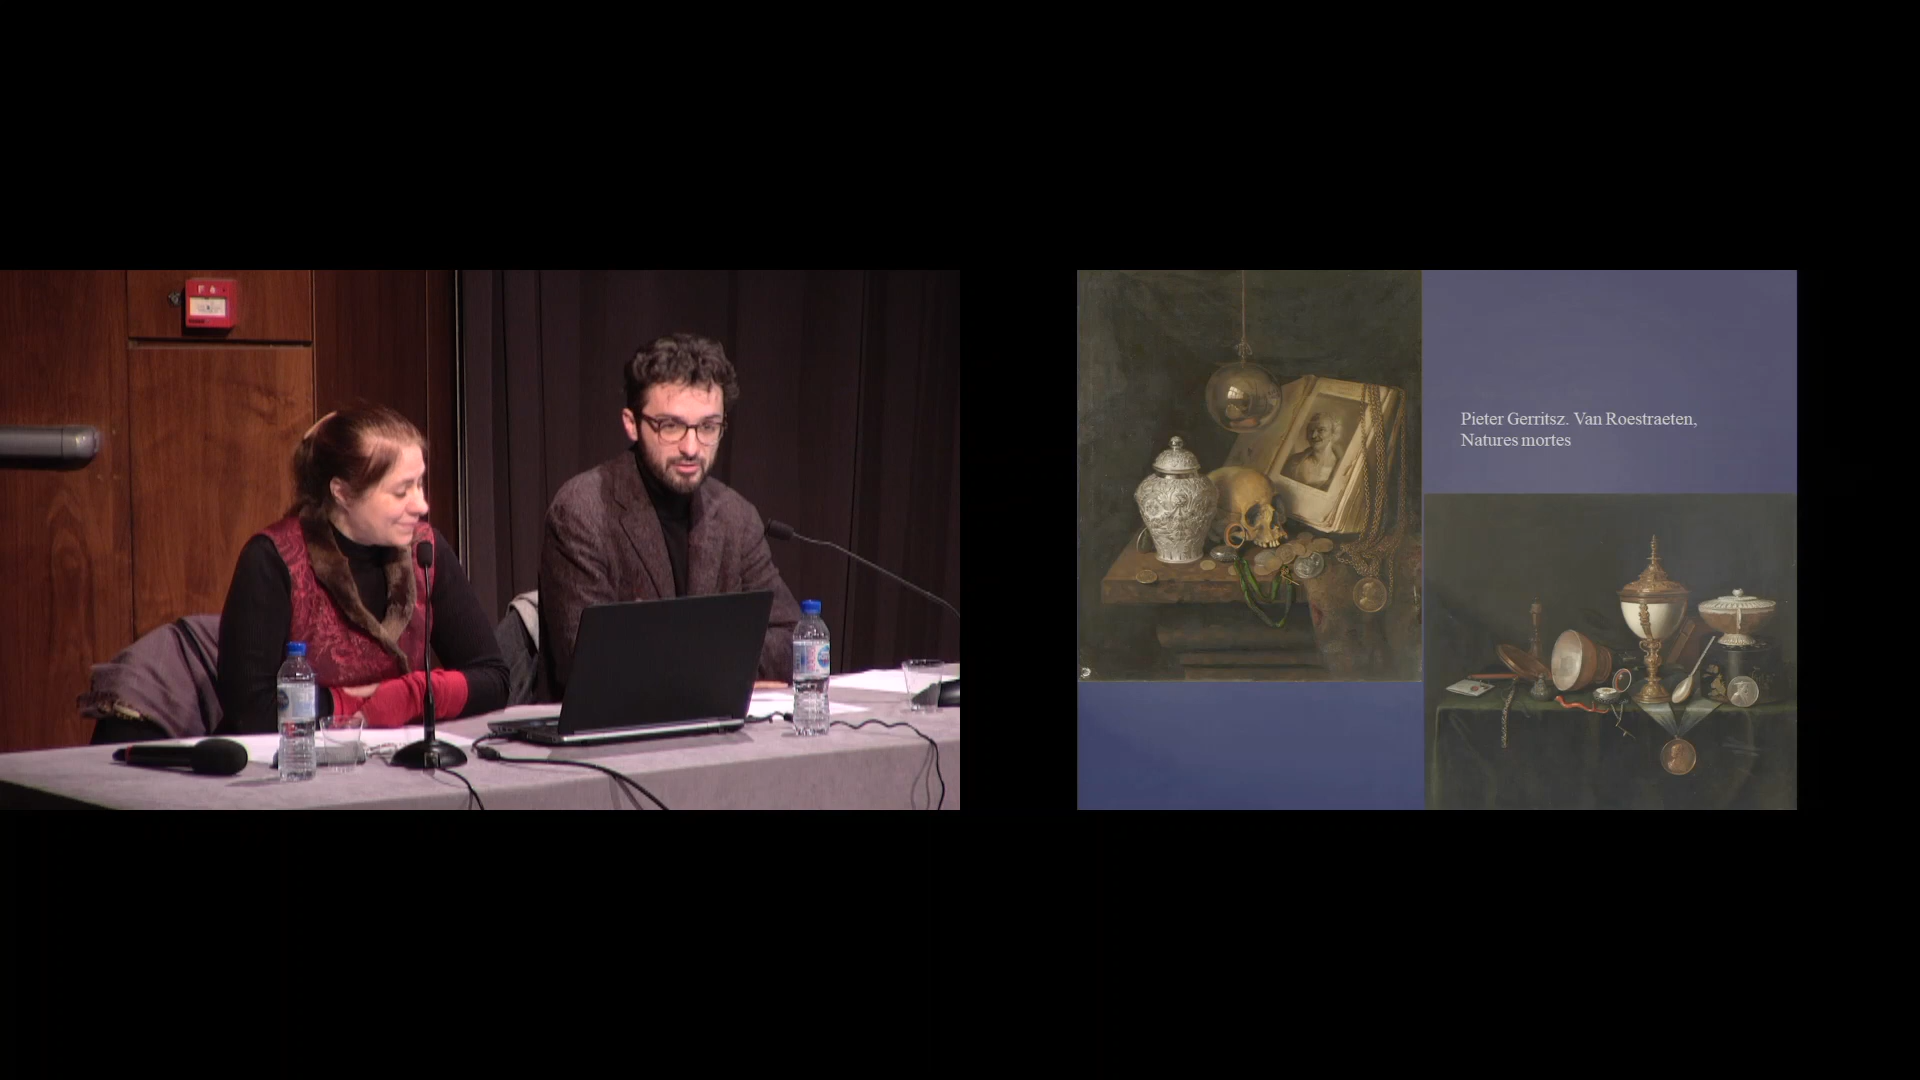 Pieter Gerritsz. Van Roestraeten,
Natures mortes